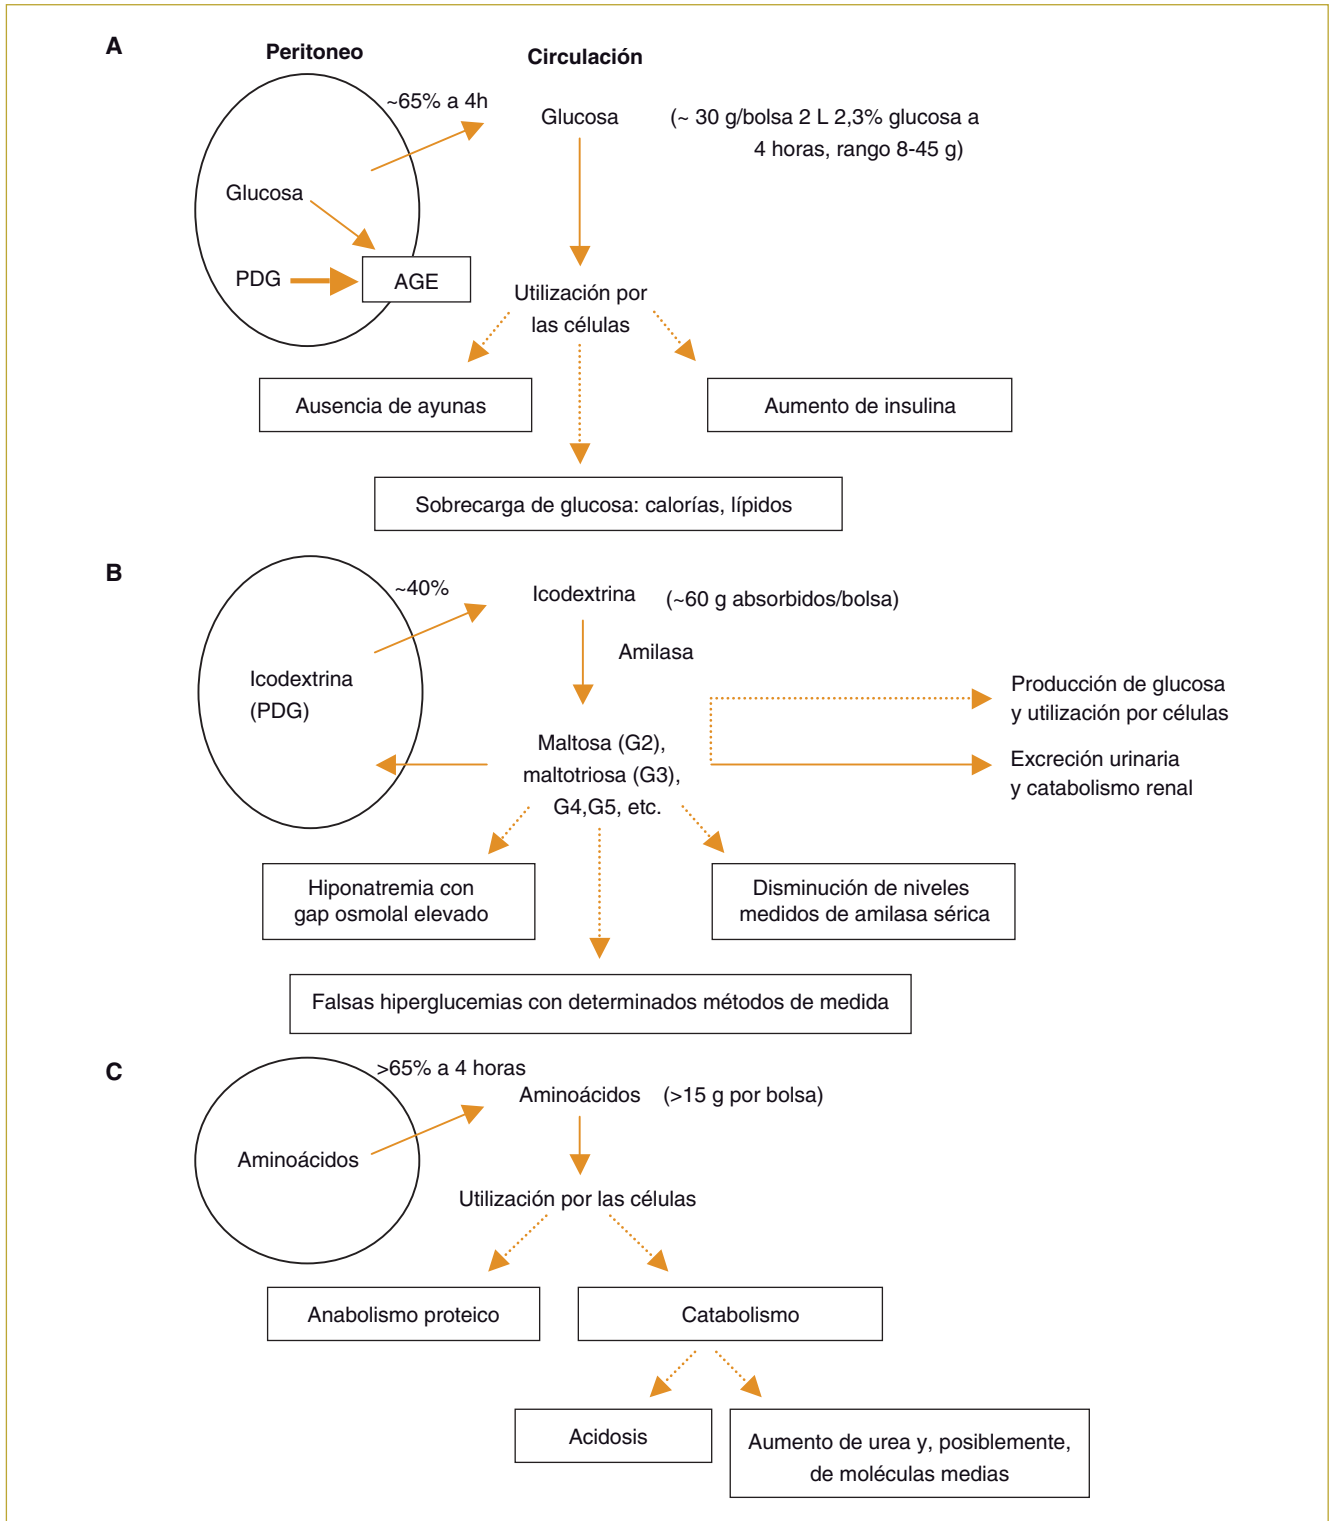 A
Peritoneo
Circulación
~65% a 4h
Glucosa
(~ 30 g/bolsa 2 L 2,3% glucosa a
4 horas, rango 8-45 g)
Glucosa
PDG
AGE
Utilización por
las células
Ausencia de ayunas
Aumento de insulina
Sobrecarga de glucosa: calorías, lípidos
B
~40%
Icodextrina
(~60 g absorbidos/bolsa)
Amilasa
Icodextrina
(PDG)
Producción de glucosa
y utilización por células
Maltosa (G2),
maltotriosa (G3),
G4,G5, etc.
Excreción urinaria
y catabolismo renal
Hiponatremia con
gap osmolal elevado
Disminución de niveles
medidos de amilasa sérica
Falsas hiperglucemias con determinados métodos de medida
C
>65% a 4 horas
Aminoácidos
(>15 g por bolsa)
Aminoácidos
Utilización por las células
Anabolismo proteico
Catabolismo
Acidosis
Aumento de urea y, posiblemente,
de moléculas medias